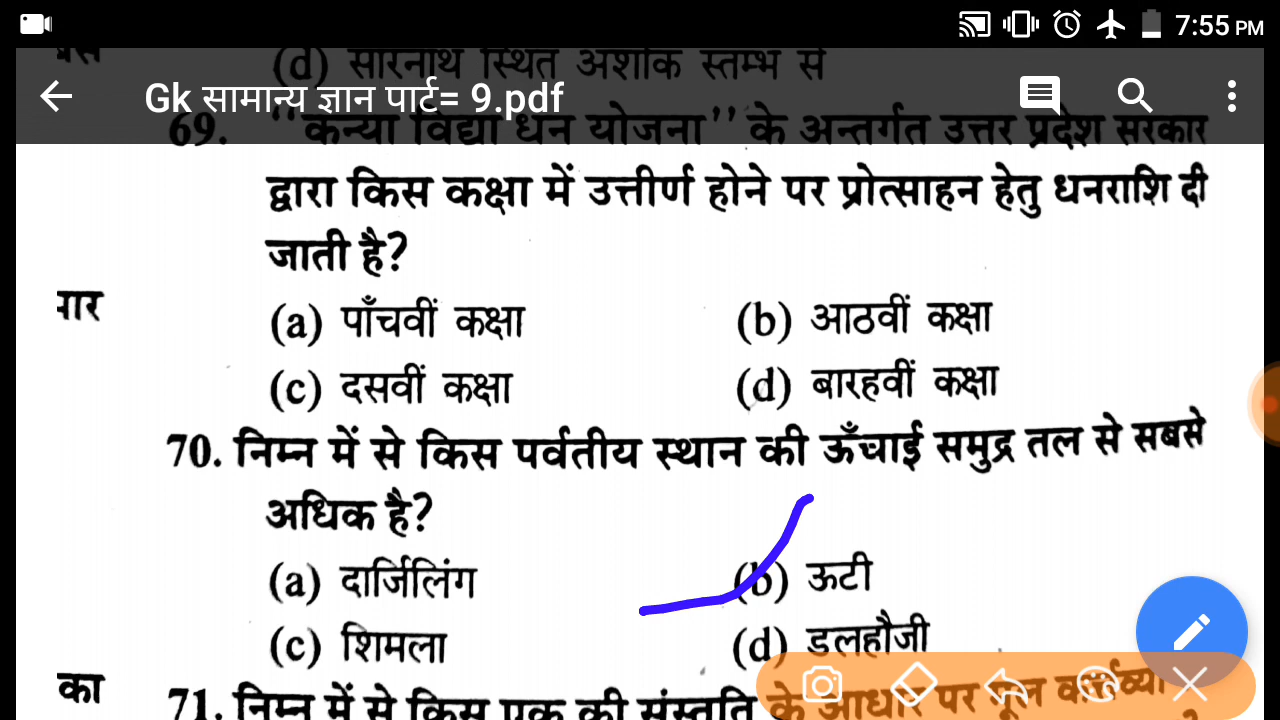 7:55 PM
(d) सारनाथ स्थित अशोक स्तम्भ से
Gk सामान्य ज्ञान पार्ट= 9.pdf
69. "कन्या विद्या धन योजना" के अन्तर्गत उत्तर प्रदेश सरकार
द्वारा किस कक्षा में उत्तीर्ण होने पर प्रोत्साहन हेतु धनराशि दी
जाती है?
(a) पाँचवीं कक्षा (b) आठवीं कक्षा
(c) दसवीं कक्षा (d) बारहवीं कक्षा
70. निम्न में से किस पर्वतीय स्थान की ऊँचाई समुद्र तल से सबसे
अधिक है?
(a) दार्जिलिंग (b) ऊटी
(c) शिमला (d) डलहौजी
का
71. निम्न में से किस एक की संस्तुति के आधार पर मूल